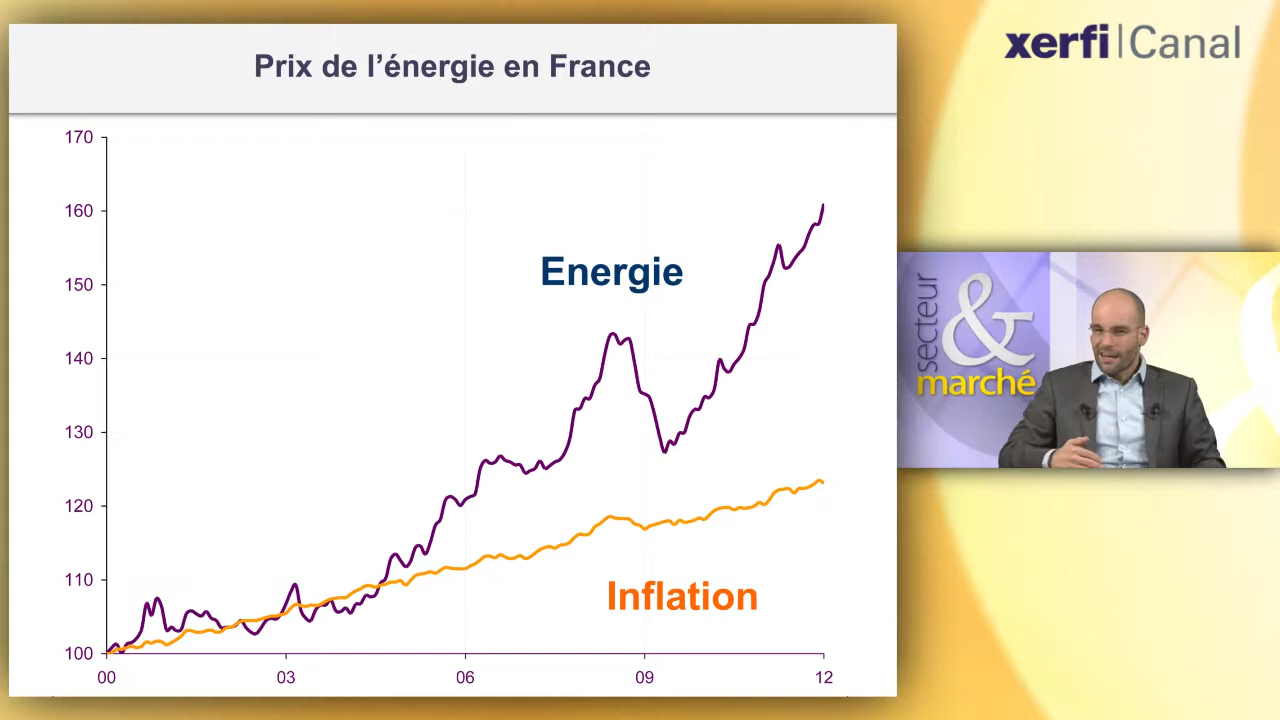 Prix de l’énergie en France
xerfi Canal
170
160
150
140
130
120
110
100
00
03
06
09
12
Energie
Inflation
secteur
&
marché